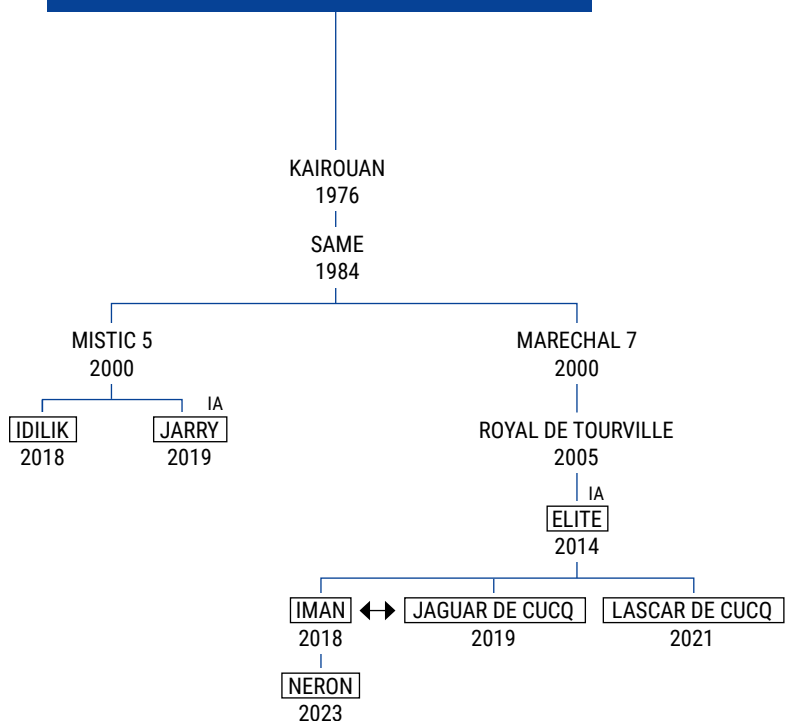 KAIROUAN
1976
SAME
1984
MISTIC 5
2000
MARECHAL 7
2000
IA
IDILIK
2018
JARRY
2019
ROYAL DE TOURVILLE
2005
IA
ELITE
2014
IMAN
2018
JAGUAR DE CUCQ
2019
LASCAR DE CUCQ
2021
NERON
2023